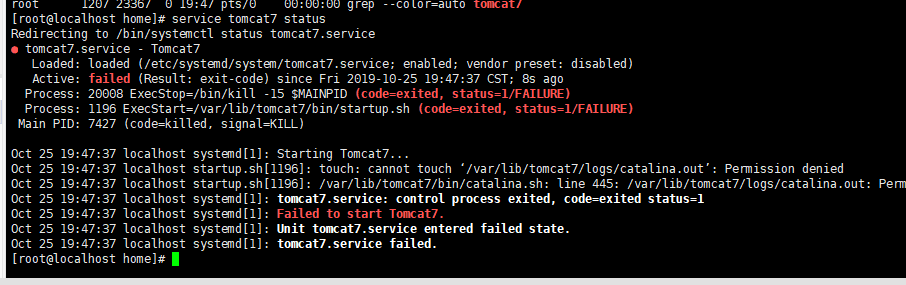 root 1207 23367 0 19:47 pts/0 00:00:00 grep --color=auto tomcat7
[root@localhost home]# service tomcat7 status
Redirecting to /bin/systemctl status tomcat7.service
● tomcat7.service - Tomcat7
Loaded: loaded (/etc/systemd/system/tomcat7.service; enabled; vendor preset: disabled)
Active: failed (Result: exit-code) since Fri 2019-10-25 19:47:37 CST; 8s ago
Process: 20008 ExecStop=/bin/kill -15 $MAINPID (code=exited, status=1/FAILURE)
Process: 1196 ExecStart=/var/lib/tomcat7/bin/startup.sh (code=exited, status=1/FAILURE)
Main PID: 7427 (code=killed, signal=KILL)
Oct 25 19:47:37 localhost systemd[1]: Starting Tomcat7...
Oct 25 19:47:37 localhost startup.sh[1196]: touch: cannot touch ‘/var/lib/tomcat7/logs/catalina.out’: Permission denied
Oct 25 19:47:37 localhost startup.sh[1196]: /var/lib/tomcat7/bin/catalina.sh: line 445: /var/lib/tomcat7/logs/catalina.out: Perm
Oct 25 19:47:37 localhost systemd[1]: tomcat7.service: control process exited, code=exited status=1
Oct 25 19:47:37 localhost systemd[1]: Failed to start Tomcat7.
Oct 25 19:47:37 localhost systemd[1]: Unit tomcat7.service entered failed state.
Oct 25 19:47:37 localhost systemd[1]: tomcat7.service failed.
[root@localhost home]#